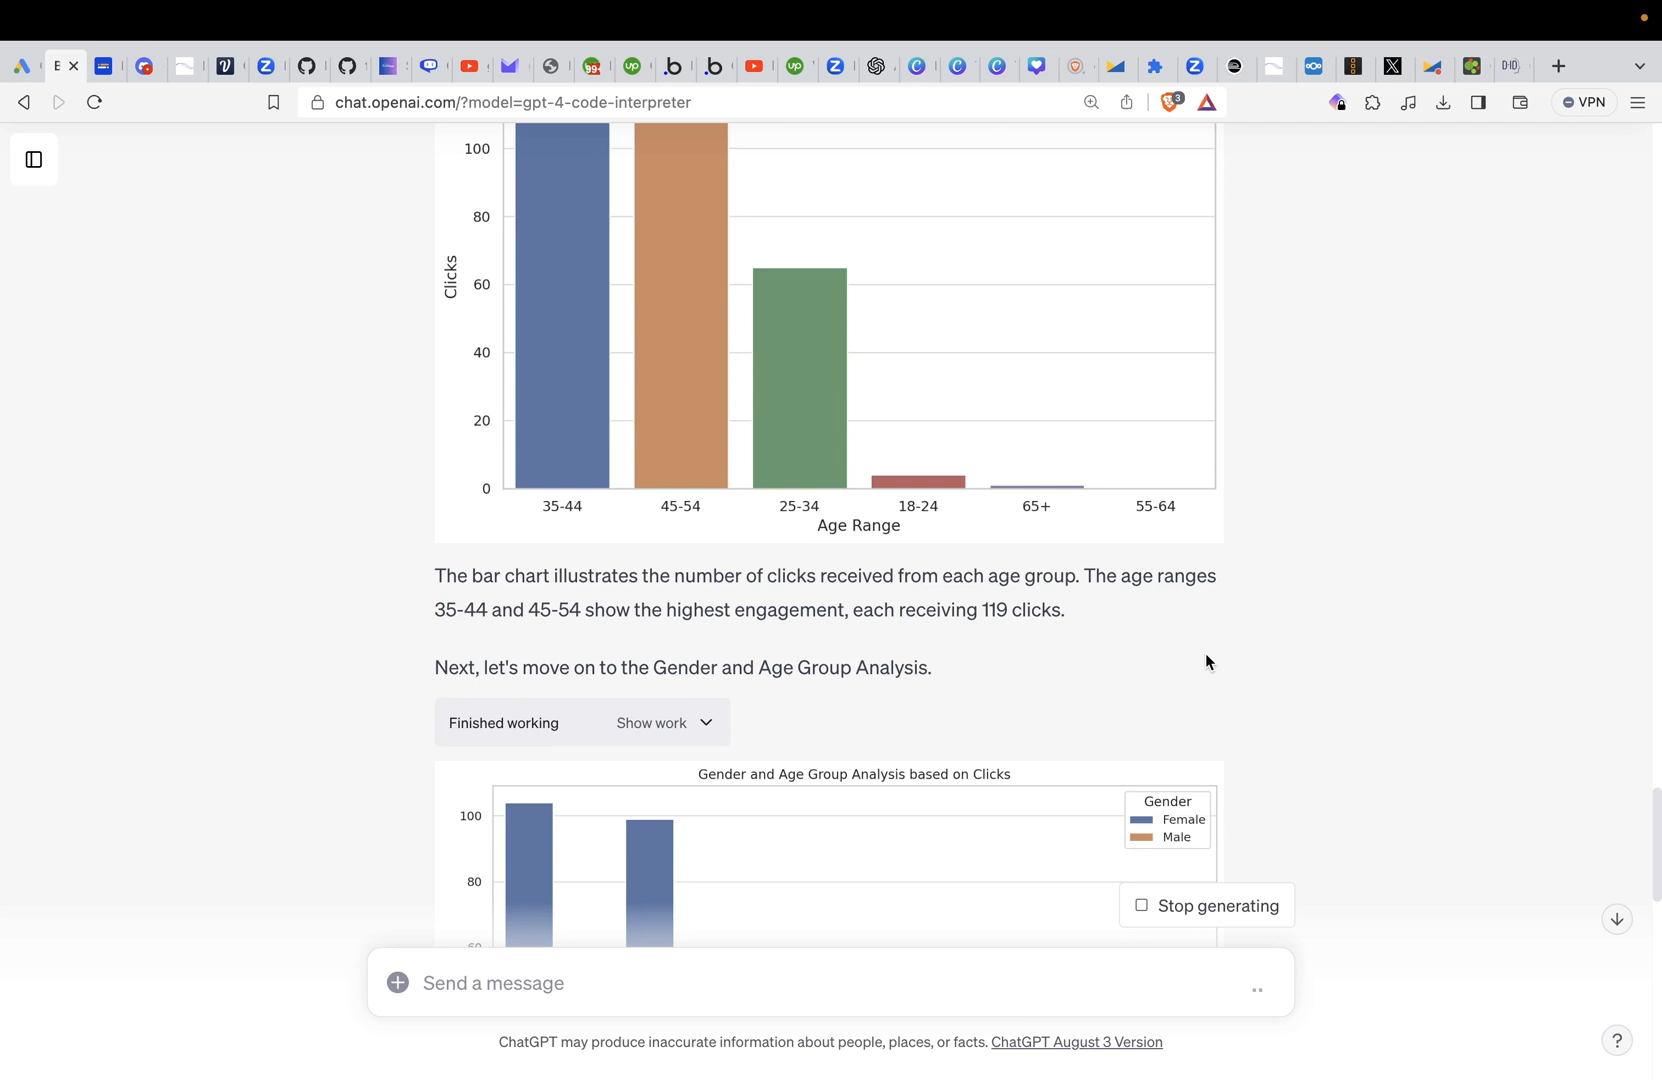 chat.openai.com/?model=gpt-4-code-interpreter
3
VPN
99+
100
80
60
40
20
0
Clicks
35-44 45-54 25-34 18-24 65+ 55-64
Age Range
The bar chart illustrates the number of clicks received from each age group. The age ranges
35-44 and 45-54 show the highest engagement, each receiving 119 clicks.
Next, let's move on to the Gender and Age Group Analysis.
Finished working Show work
Gender and Age Group Analysis based on Clicks
Gender
Female
Male
100
80
60
Stop generating
Send a message
ChatGPT may produce inaccurate information about people, places, or facts. ChatGPT August 3 Version
?